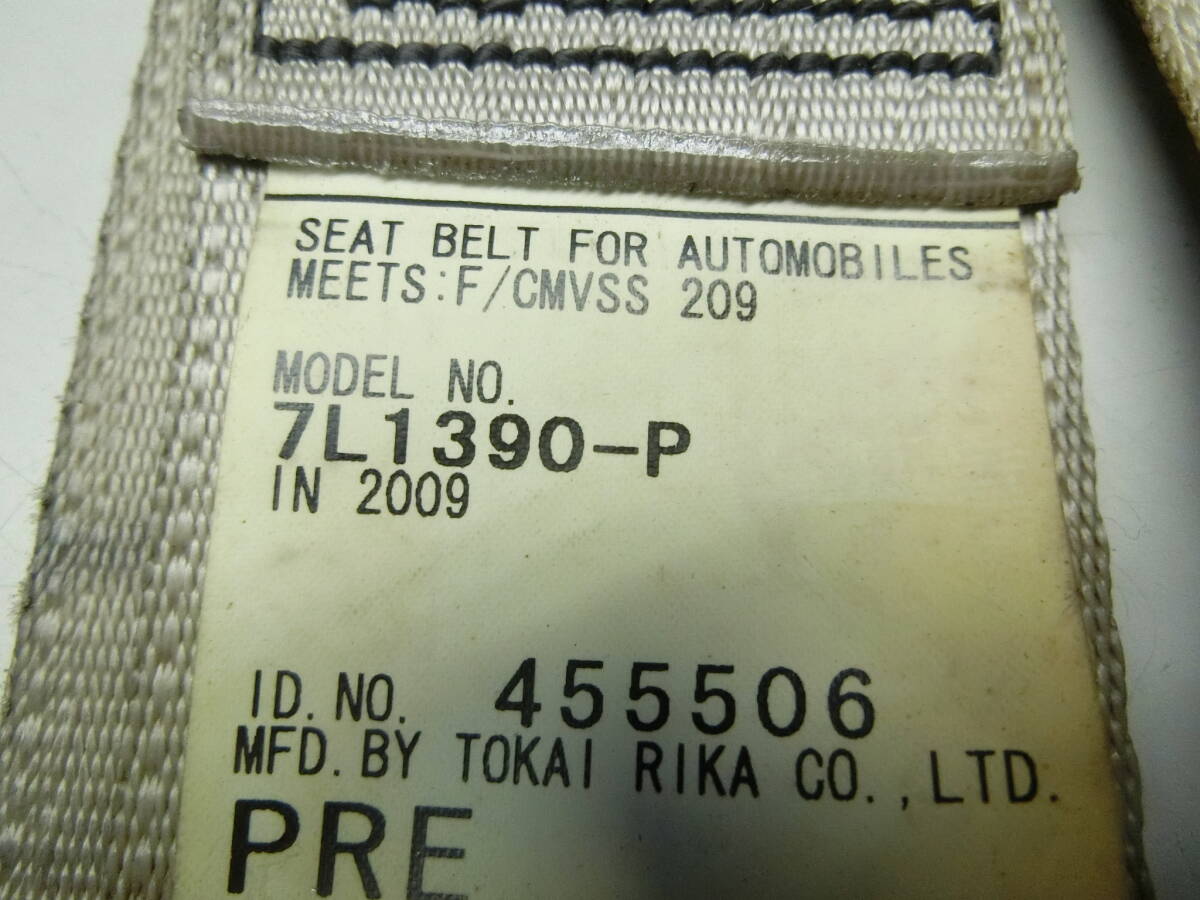 SEAT BELT FOR AUTOMOBILES
MEETS:F/CMVSS 209
MODEL NO.
7L1390-P
IN 2009
ID.NO. 455506
MFD.BY TOKAI RIKA CO.,LTD.
PRE